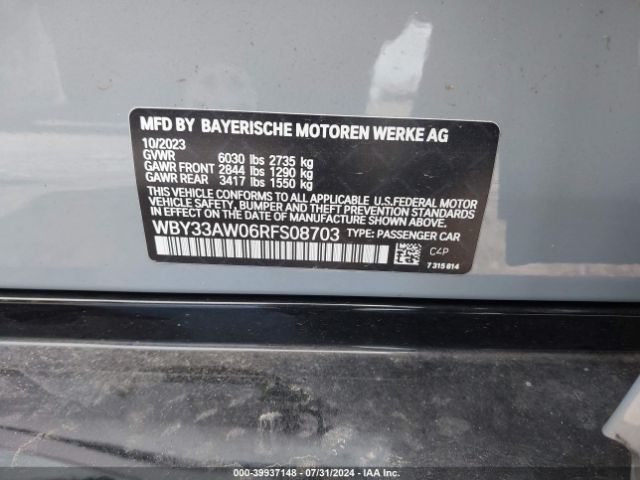 MFD BY BAYERISCHE MOTOREN WERKE AG
10/2023
GVWR 6030 lbs 2735 kg
GAWR FRONT 2844 lbs 1290 kg
GAWR REAR 3417 lbs 1550 kg
THIS VEHICLE CONFORMS TO ALL APPLICABLE U.S.FEDERAL MOTOR
VEHICLE SAFETY, BUMPER, AND THEFT PREVENTION STANDARDS
IN EFFECT ON THE DATE OF MANUFACTURE SHOWN ABOVE.
WBY33AW06RFS08703 TYPE: PASSENGER CAR
C4P
7 315 814
000-39937148 - 07/31/2024 - IAA Inc.